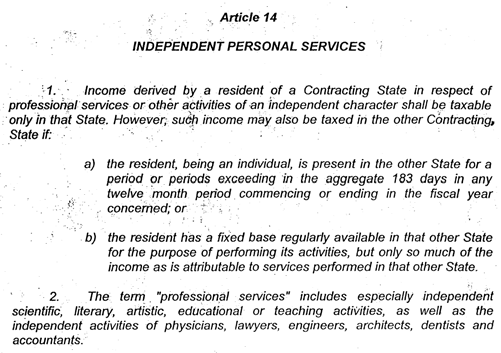 Article 14
INDEPENDENT PERSONAL SERVICES
1. Income derived by a resident of a Contracting State in respect of
professional services or other activities of an independent character shall be taxable
only in that State. However, such income may also be taxed in the other Contracting
State if:
a) the resident, being an individual, is present in the other State for a
period or periods exceeding in the aggregate 183 days in any
twelve month period commencing or ending in the fiscal year
concerned; or
b) the resident has a fixed base regularly available in that other State
for the purpose of performing its activities, but only so much of the
income as is attributable to services performed in that other State.
2. The term "professional services" includes especially independent
scientific, literary, artistic, educational or teaching activities, as well as the
independent activities of physicians, lawyers, engineers, architects, dentists and
accountants.